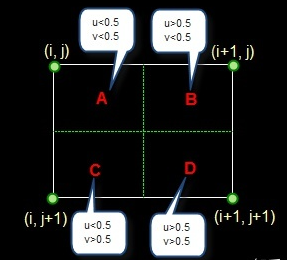 u<0.5
v<0.5
u>0.5
v<0.5
(i, j)
(i+1, j)
A
B
C
D
(i, j+1)
(i+1, j+1)
u<0.5
v>0.5
u>0.5
v>0.5